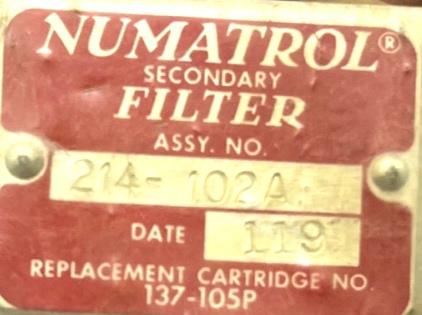 NUMATROL®
SECONDARY
FILTER
ASSY. NO.
214-102A
DATE 1191
REPLACEMENT CARTRIDGE NO.
137-105P